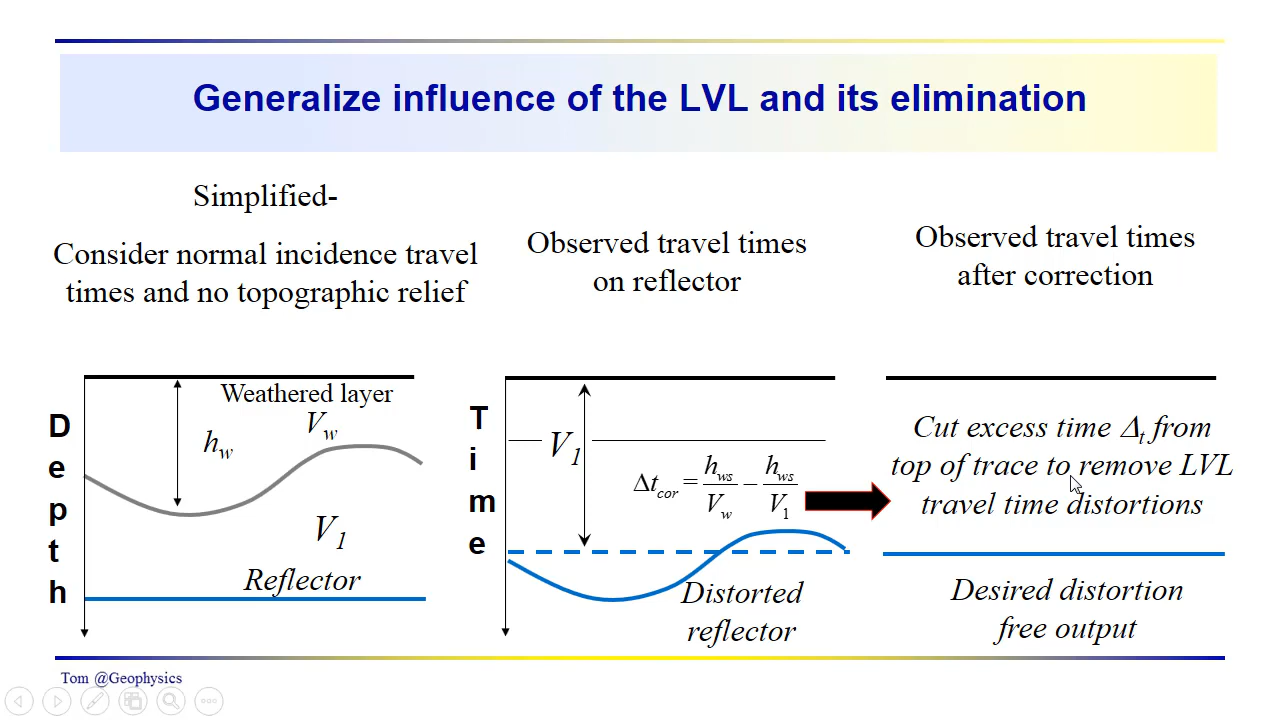 Generalize influence of the LVL and its elimination
Simplified-
Consider normal incidence travel
times and no topographic relief
Observed travel times
on reflector
Observed travel times
after correction
Depth
Weathered layer
V_w
h_w
V_1
Reflector
Time
V_1
Δt_cor = h_ws/V_w − h_ws/V_1
Distorted
reflector
Cut excess time Δ_t from
top of trace to remove LVL
travel time distortions
Desired distortion
free output
Tom @Geophysics